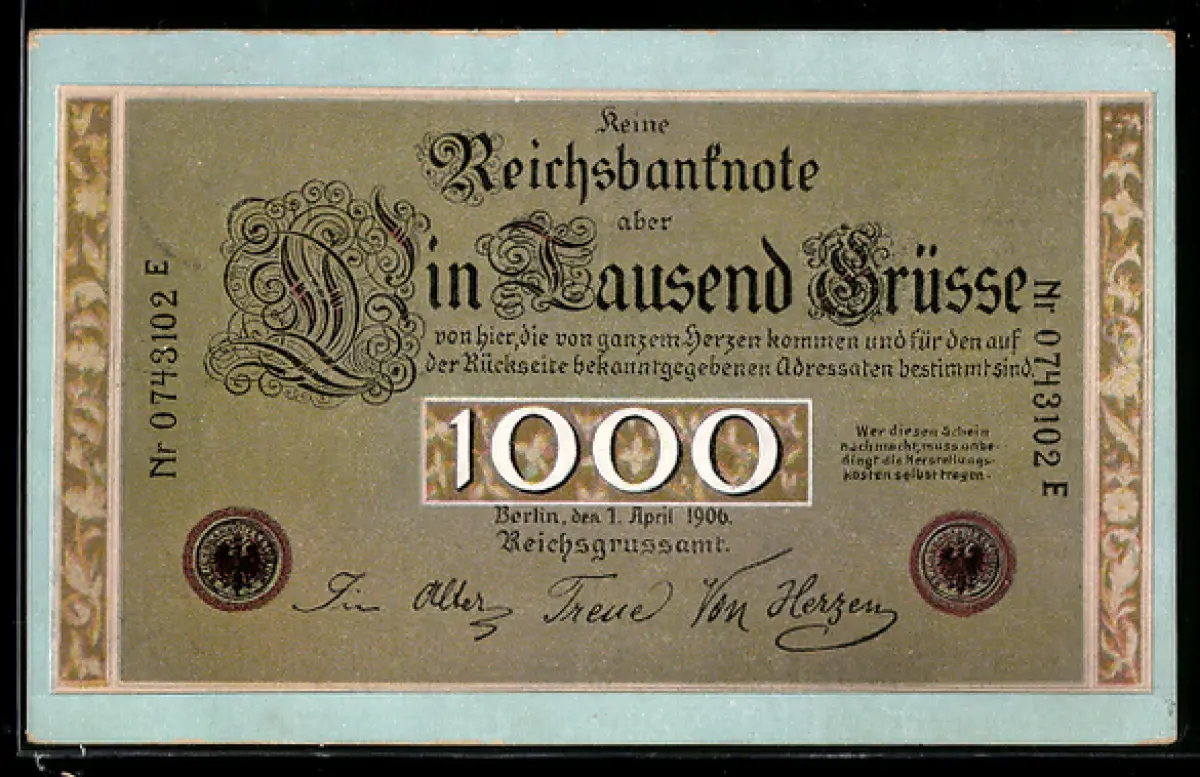 Keine
Reichsbanknote
aber
Ein Tausend Grüsse
von hier, die von ganzem Herzen kommen und für den auf
der Rückseite bekanntgegebenen Adressaten bestimmt sind.
1000
Wer diesen Schein
nachmacht, muss unbe-
dingt die Herstellungs-
kosten selbst tragen.
Berlin, den 1. April 1906.
Reichsgrussamt.
In Alter Treue Von Herzen
Nr 0743102 E
Nr 0743102 E